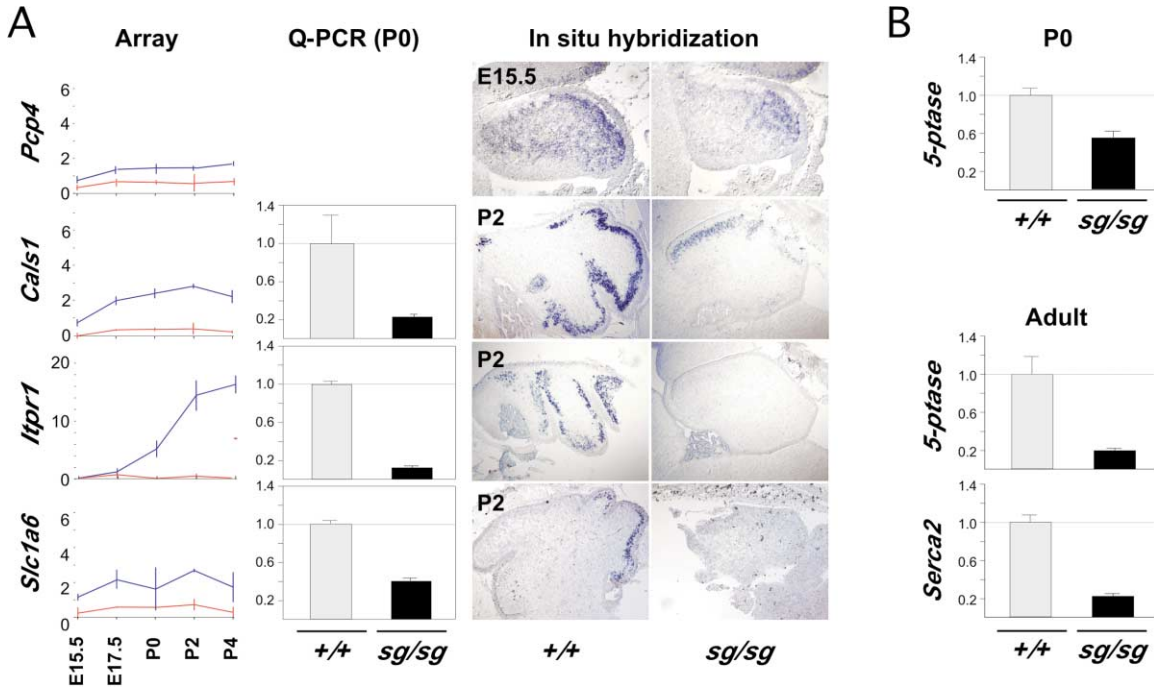 A
B
Array
Q-PCR (P0)
In situ hybridization
P0
Pcp4
6
4
2
0
E15.5
5-ptase
1.4
1.0
0.6
0.2
+/+
sg/sg
Cals1
6
4
2
0
1.4
1.0
0.6
0.2
P2
Adult
Itpr1
20
10
0
1.4
1.0
0.6
0.2
P2
5-ptase
1.4
1.0
0.6
0.2
Slc1a6
6
4
2
0
1.4
1.0
0.6
0.2
P2
Serca2
1.4
1.0
0.6
0.2
E15.5
E17.5
P0
P2
P4
+/+
sg/sg
+/+
sg/sg
+/+
sg/sg